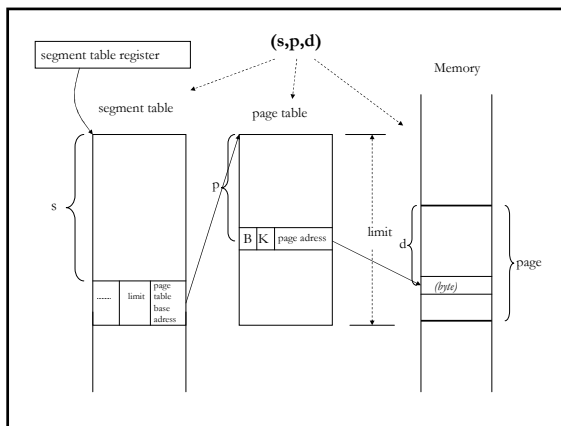 (s,p,d)
segment table register
Memory
segment table
page table
s
p
B K page adress
limit
d
page
(byte)
....... limit page
table
base
adress